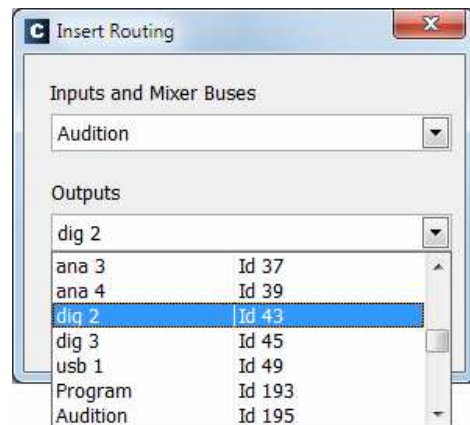 C Insert Routing
Inputs and Mixer Buses
Audition
Outputs
dig 2
ana 3 Id 37
ana 4 Id 39
dig 2 Id 43
dig 3 Id 45
usb 1 Id 49
Program Id 193
Audition Id 195